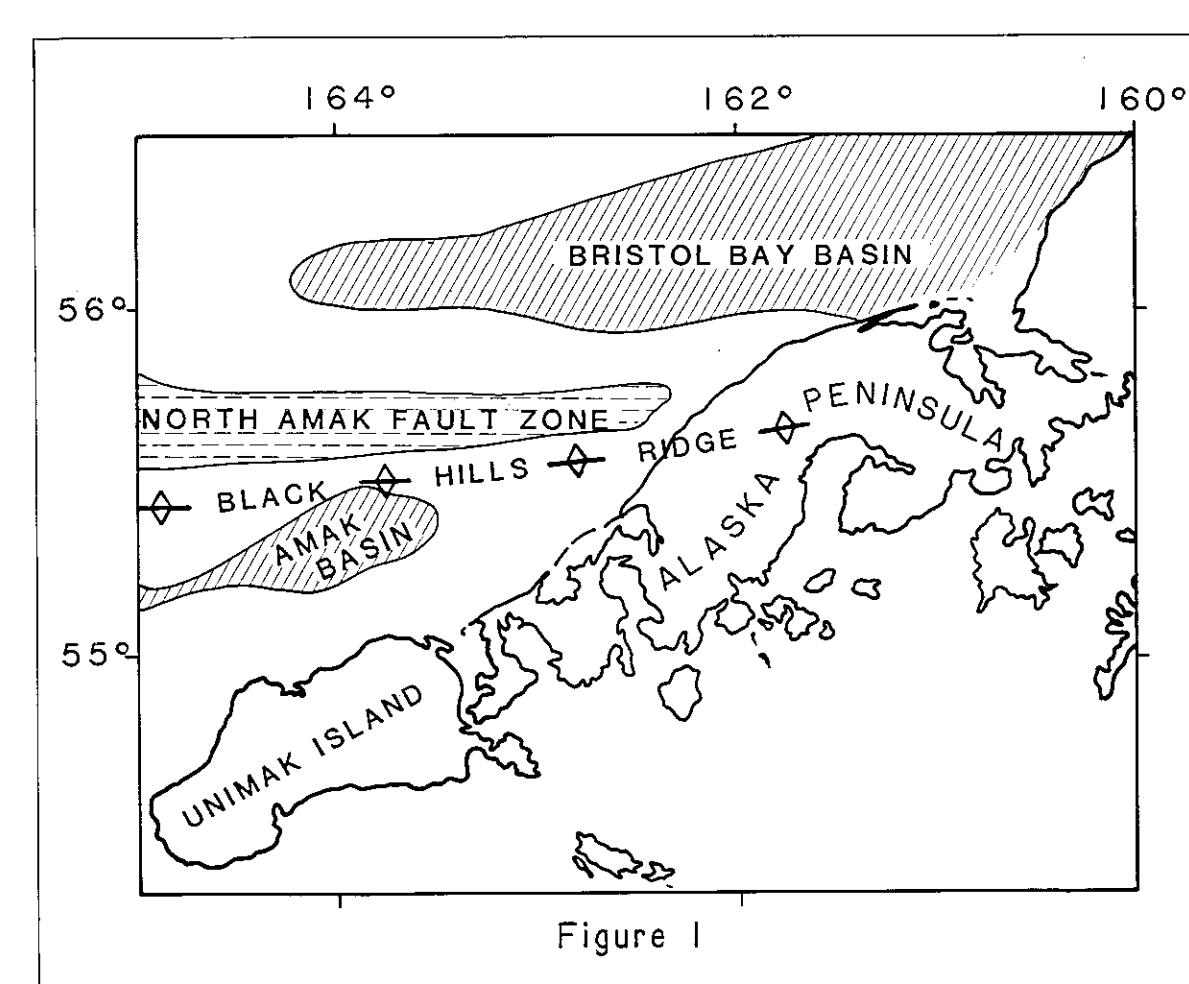 164° 162° 160°
BRISTOL BAY BASIN
56°
PENINSULA
NORTH AMAK FAULT ZONE
BLACK HILLS RIDGE
ALASKA
AMAK
BASIN
55°
UNIMAK ISLAND
Figure 1